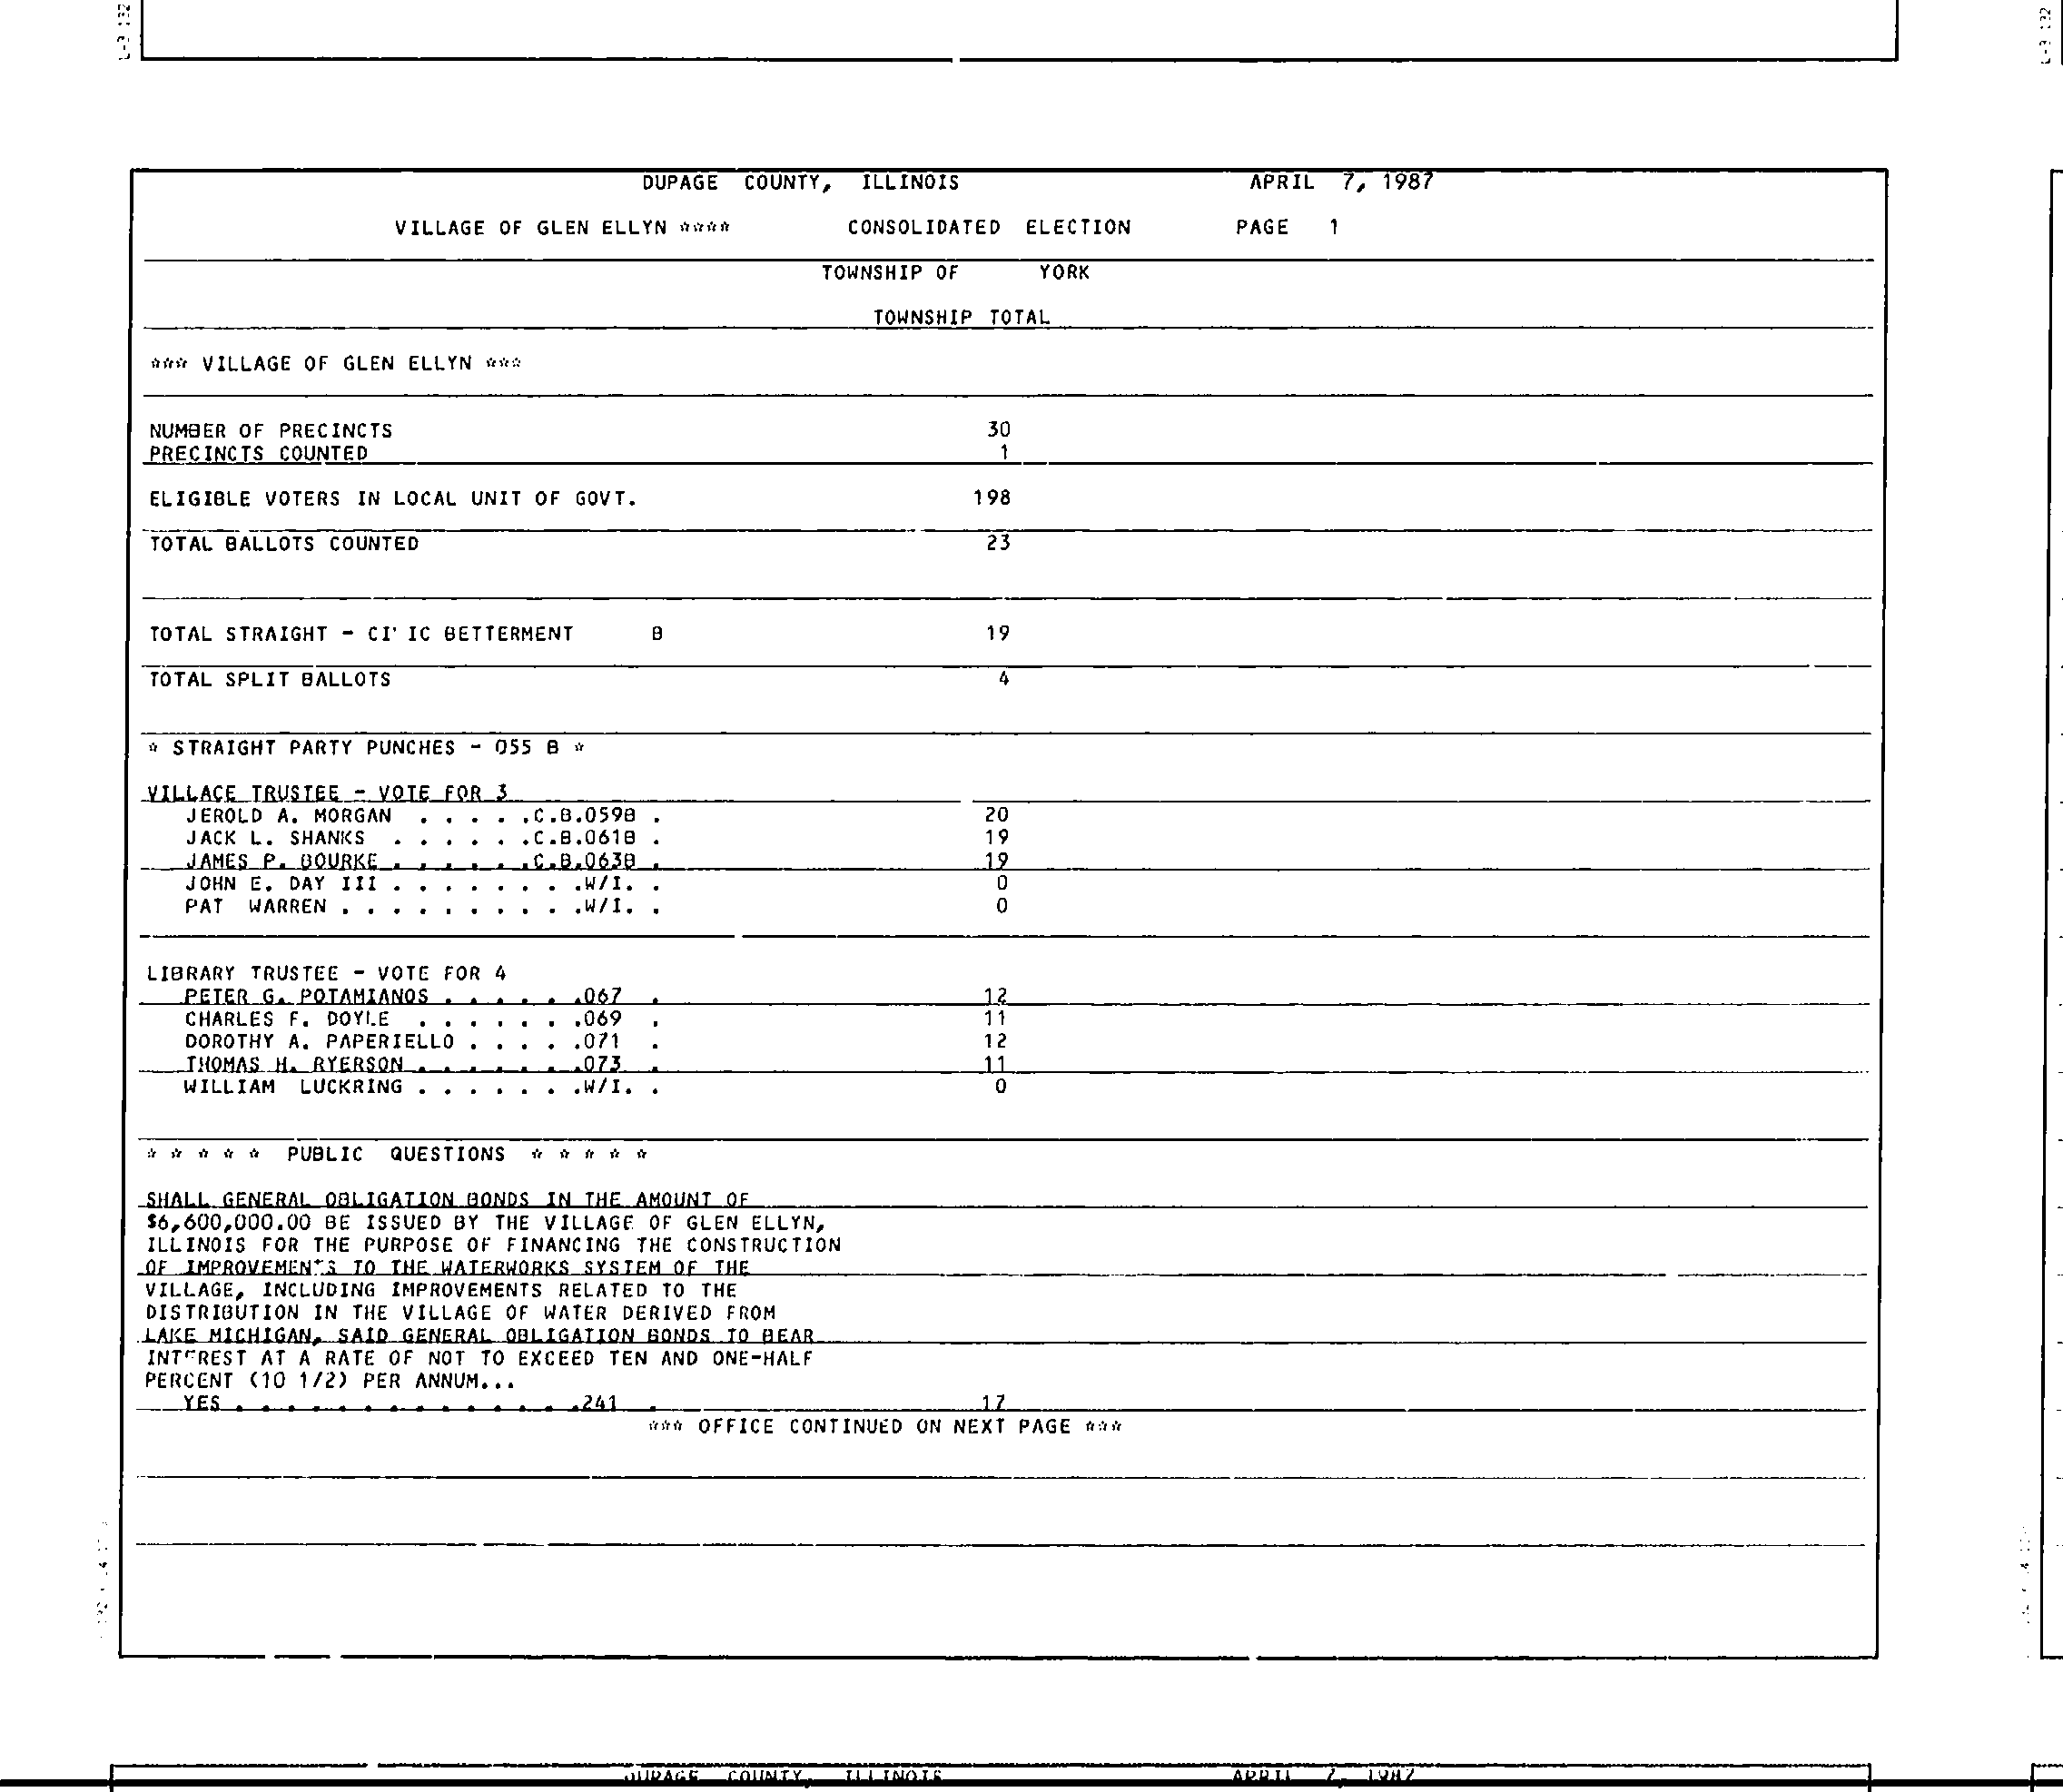 L-3 132
DUPAGE COUNTY, ILLINOIS APRIL 7, 1987
VILLAGE OF GLEN ELLYN **** CONSOLIDATED ELECTION PAGE 1
TOWNSHIP OF YORK
TOWNSHIP TOTAL
*** VILLAGE OF GLEN ELLYN ***
NUMBER OF PRECINCTS 30
PRECINCTS COUNTED 1
ELIGIBLE VOTERS IN LOCAL UNIT OF GOVT. 198
TOTAL BALLOTS COUNTED 23
TOTAL STRAIGHT - CI' IC BETTERMENT B 19
TOTAL SPLIT BALLOTS 4
* STRAIGHT PARTY PUNCHES - 055 B *
VILLAGE TRUSTEE - VOTE FOR 3
JEROLD A. MORGAN . . . . .C.B.059B . 20
JACK L. SHANKS . . . . . .C.B.061B . 19
JAMES P. BOURKE . . . . . .C.B.063B . 19
JOHN E. DAY III . . . . . . . .W/I. . 0
PAT WARREN . . . . . . . . . .W/I. . 0
LIBRARY TRUSTEE - VOTE FOR 4
PETER G. POTAMIANOS . . . . . .067 . 12
CHARLES F. DOYLE . . . . . . .069 . 11
DOROTHY A. PAPERIELLO . . . . .071 . 12
THOMAS H. RYERSON . . . . . . .073 . 11
WILLIAM LUCKRING . . . . . . .W/I. . 0
* * * * * PUBLIC QUESTIONS * * * * *
SHALL GENERAL OBLIGATION BONDS IN THE AMOUNT OF
$6,600,000.00 BE ISSUED BY THE VILLAGE OF GLEN ELLYN,
ILLINOIS FOR THE PURPOSE OF FINANCING THE CONSTRUCTION
OF IMPROVEMENTS TO THE WATERWORKS SYSTEM OF THE
VILLAGE, INCLUDING IMPROVEMENTS RELATED TO THE
DISTRIBUTION IN THE VILLAGE OF WATER DERIVED FROM
LAKE MICHIGAN, SAID GENERAL OBLIGATION BONDS TO BEAR
INTEREST AT A RATE OF NOT TO EXCEED TEN AND ONE-HALF
PERCENT (10 1/2) PER ANNUM...
YES . . . . . . . . . . . . . .241 . 17
*** OFFICE CONTINUED ON NEXT PAGE ***
DUPAGE COUNTY, ILLINOIS APRIL 7, 1987